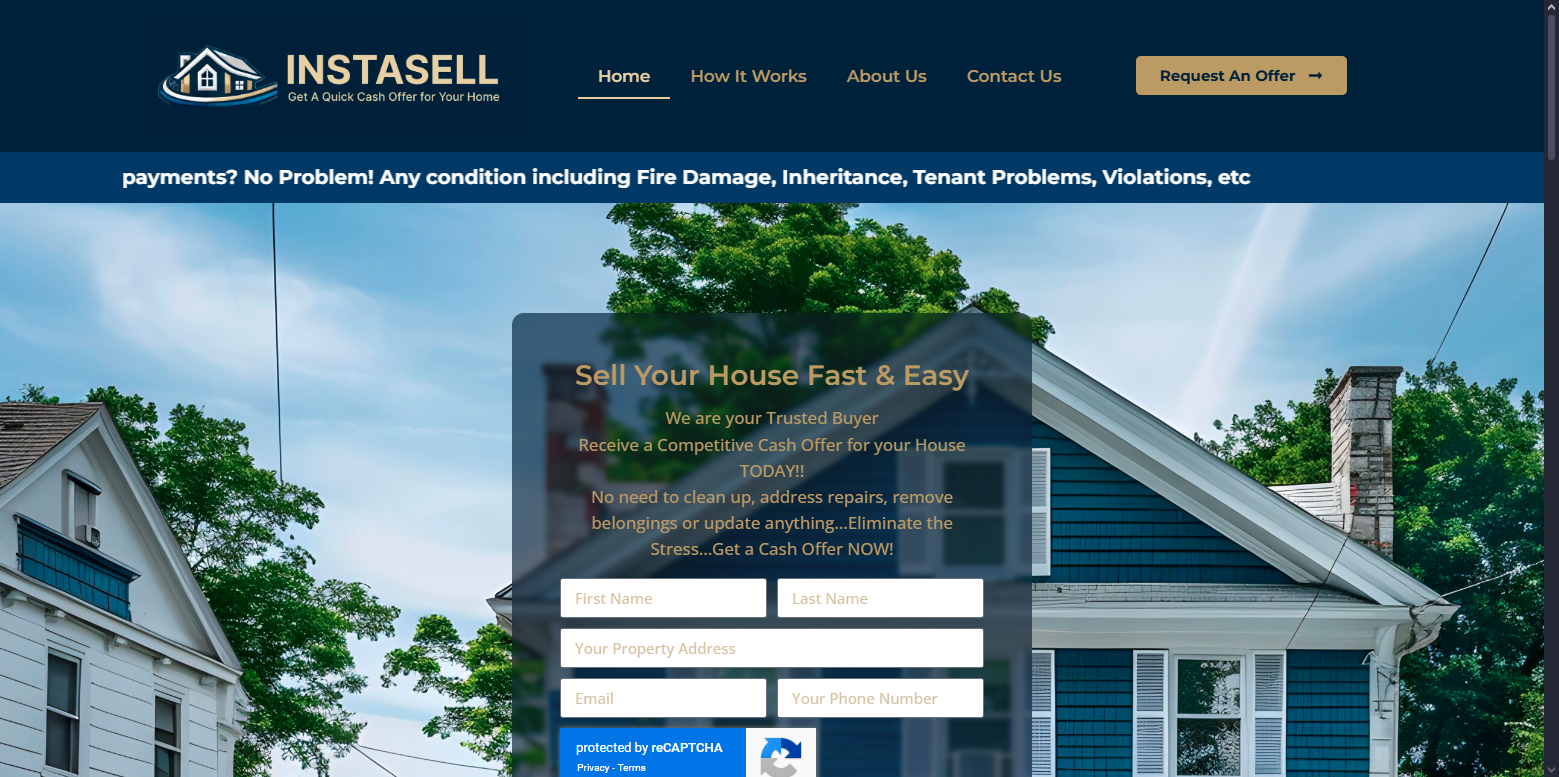 INSTASELL
Get A Quick Cash Offer for Your Home
Home
How It Works
About Us
Contact Us
Request An Offer
payments? No Problem! Any condition including Fire Damage, Inheritance, Tenant Problems, Violations, etc
Sell Your House Fast & Easy
We are your Trusted Buyer
Receive a Competitive Cash Offer for your House
TODAY!!
No need to clean up, address repairs, remove
belongings or update anything...Eliminate the
Stress...Get a Cash Offer NOW!
First Name
Last Name
Your Property Address
Email
Your Phone Number
protected by reCAPTCHA
Privacy - Terms